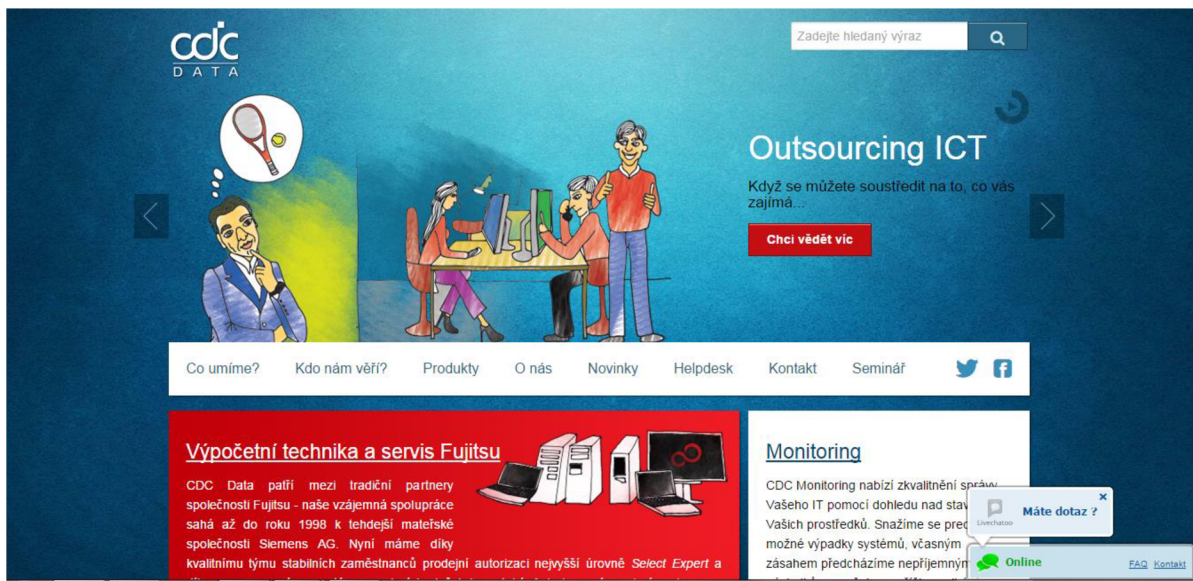 cdc
DATA
Zadejte hledaný výraz
Outsourcing ICT
Když se můžete soustředit na to, co vás
zajímá...
Chci vědět víc
Co umíme? Kdo nám věří? Produkty O nás Novinky Helpdesk Kontakt Seminář
Výpočetní technika a servis Fujitsu
CDC Data patří mezi tradiční partnery
společnosti Fujitsu - naše vzájemná spolupráce
sahá až do roku 1998 k tehdejší mateřské
společnosti Siemens AG. Nyní máme díky
kvalitnímu týmu stabilních zaměstnanců prodejní autorizaci nejvyšší úrovně Select Expert a
Monitoring
CDC Monitoring nabízí zkvalitnění správy
Vašeho IT pomocí dohledu nad
Vašich prostředků. Snažíme se
možné výpadky systémů, včasným
zásahem předcházíme
Livechatoo
Máte dotaz ?
Online
FAQ Kontakt